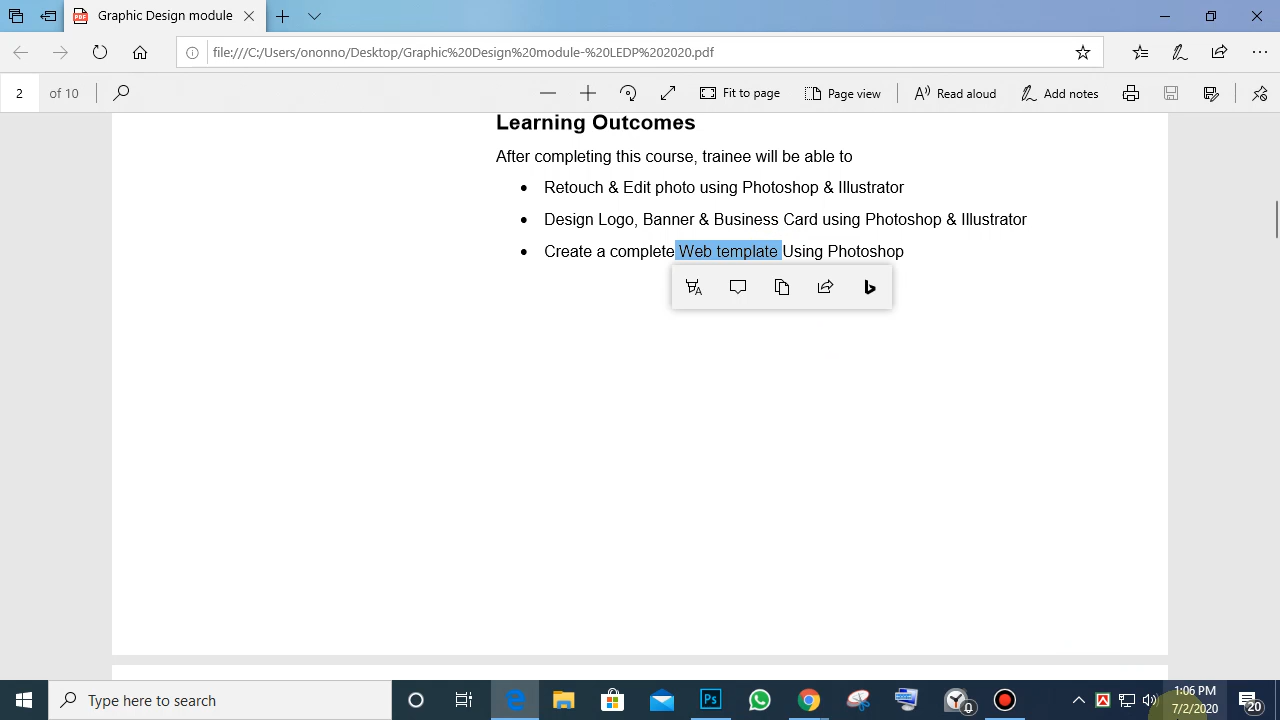 Graphic Design module
file:///C:/Users/ononno/Desktop/Graphic%20Design%20module-%20LEDP%202020.pdf
2 of 10 Fit to page Page view Read aloud Add notes
Learning Outcomes
After completing this course, trainee will be able to
• Retouch & Edit photo using Photoshop & Illustrator
• Design Logo, Banner & Business Card using Photoshop & Illustrator
• Create a complete Web template Using Photoshop
Type here to search
1:06 PM
7/2/2020
20